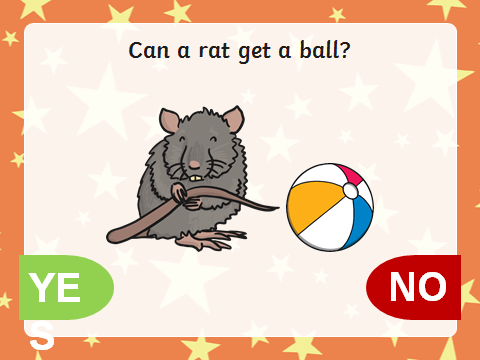 Can a rat get a ball?
YE
S
NO